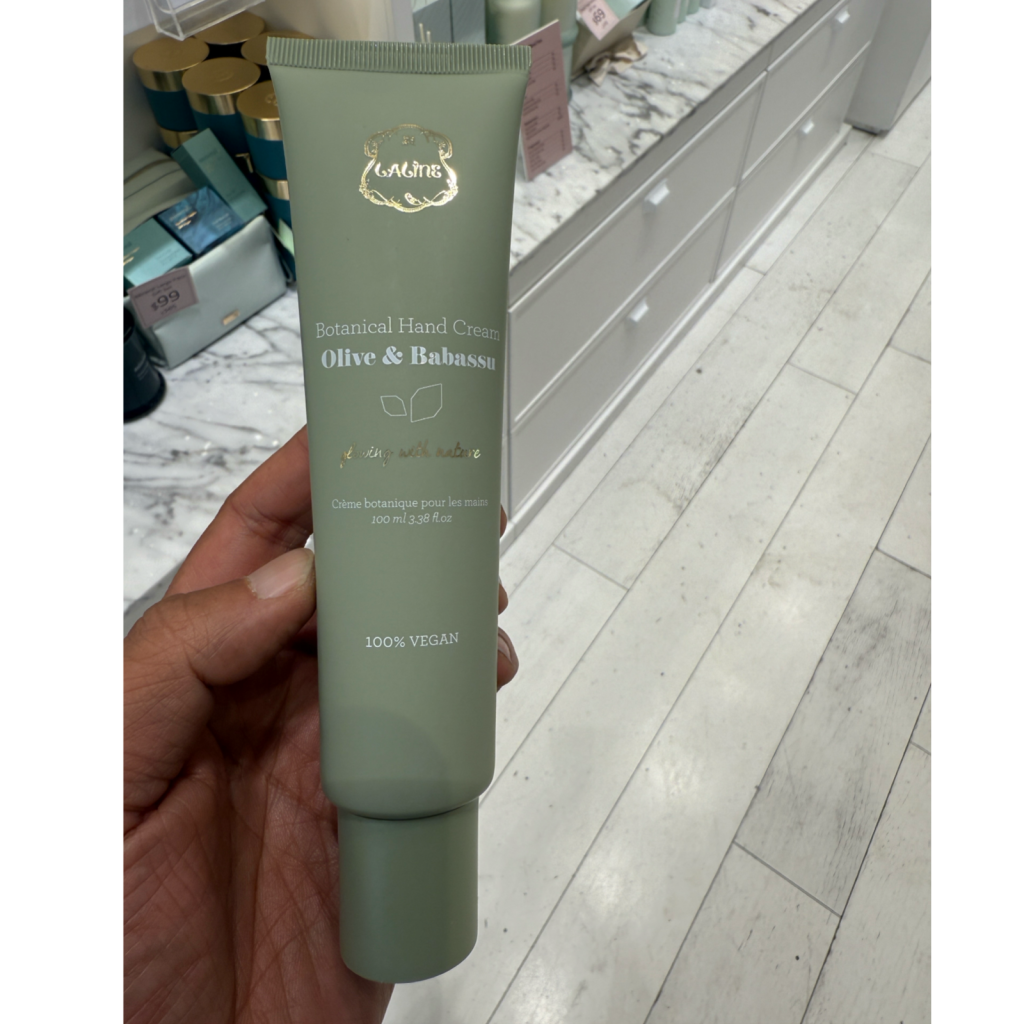 LALINE
Botanical Hand Cream
Olive & Babassu
glowing with nature
Crème botanique pour les mains
100 ml 3.38 fl.oz
100% VEGAN
$99
$69